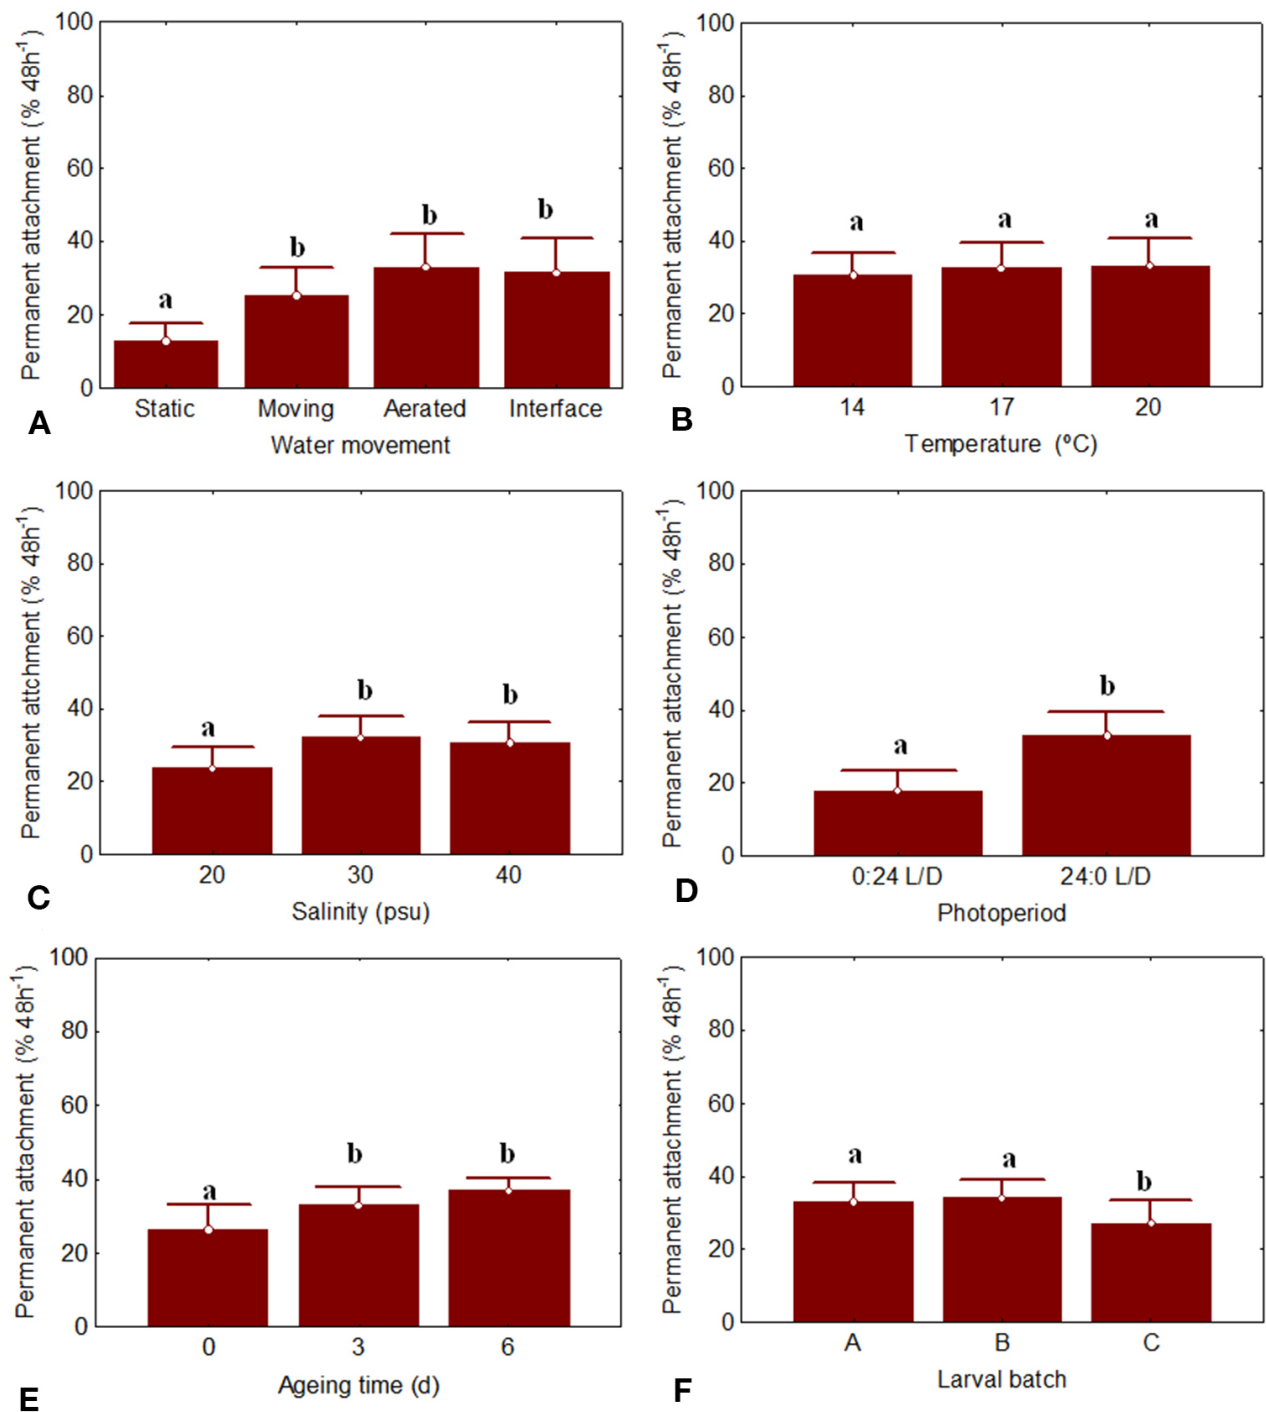 Permanent attachment (% 48h-1)
100
80
60
40
20
0
a
b
b
b
Static Moving Aerated Interface
Water movement
A
Permanent attachment (% 48h-1)
100
80
60
40
20
0
a
a
a
14 17 20
Temperature (ºC)
B
Permanent attchment (% 48h-1)
100
80
60
40
20
0
a
b
b
20 30 40
Salinity (psu)
C
Permanent attachment (% 48h-1)
100
80
60
40
20
0
a
b
0:24 L/D 24:0 L/D
Photoperiod
D
Permanent attachment (% 48h-1)
100
80
60
40
20
0
a
b
b
0 3 6
Ageing time (d)
E
Permanent attachment (% 48h-1)
100
80
60
40
20
0
a
a
b
A B C
Larval batch
F